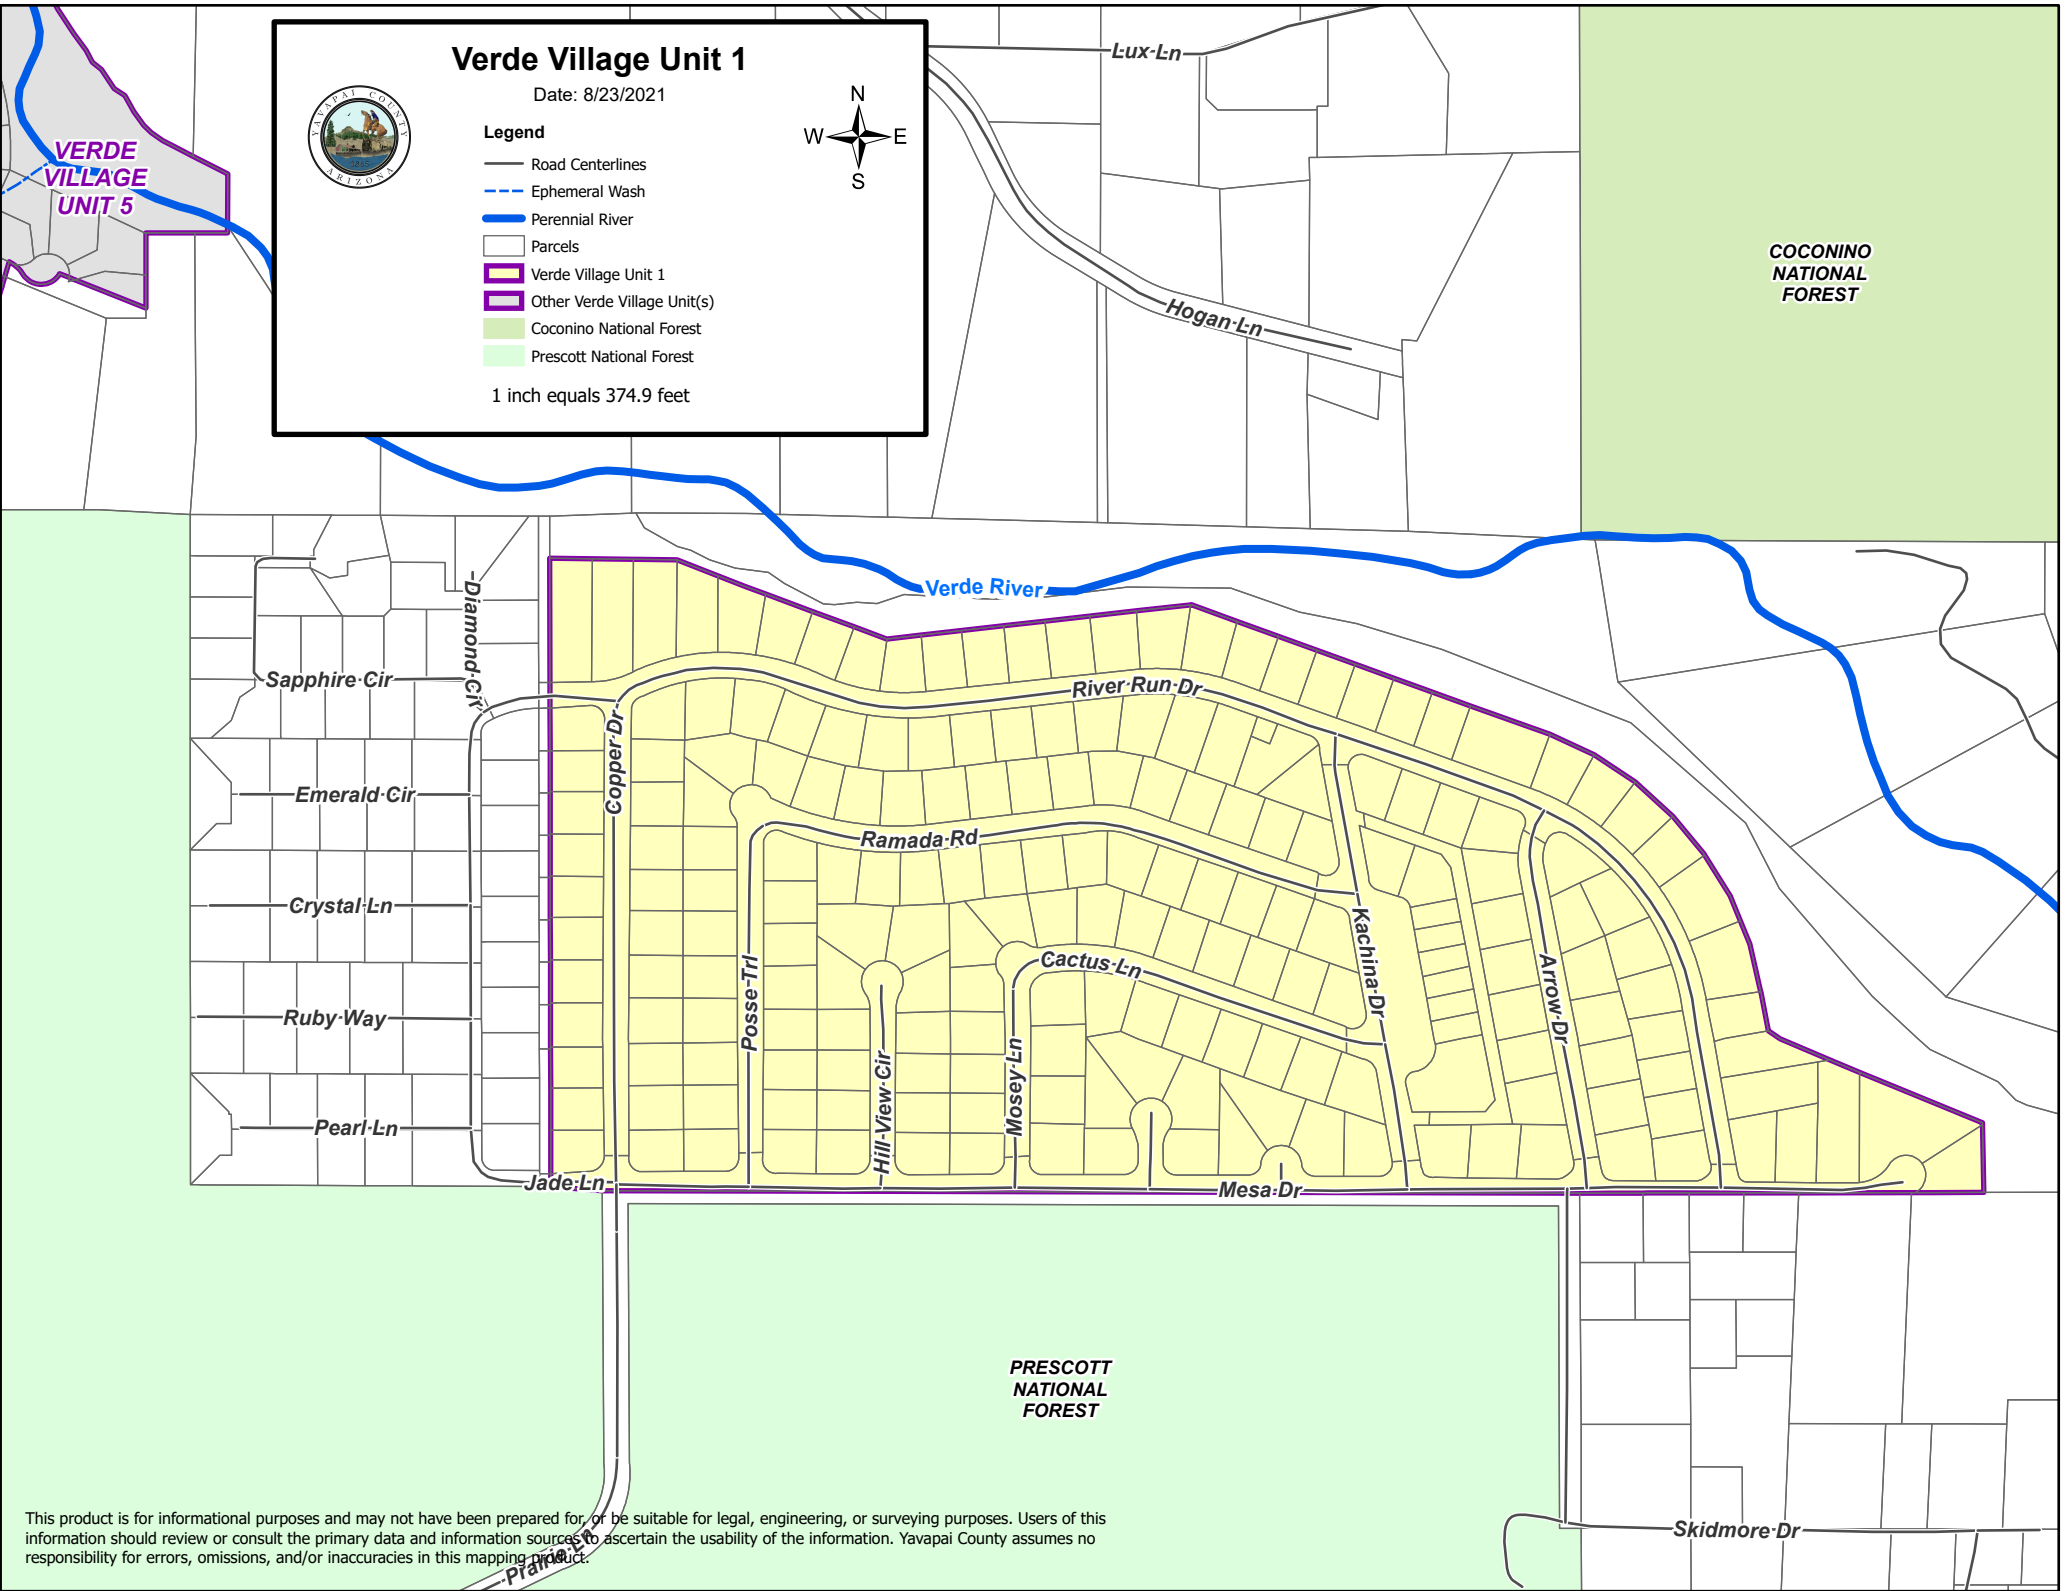 Verde Village Unit 1
Date: 8/23/2021
YAVAPAI COUNTY
1865
ARIZONA
N
W
E
S
Legend
Road Centerlines
Ephemeral Wash
Perennial River
Parcels
Verde Village Unit 1
Other Verde Village Unit(s)
Coconino National Forest
Prescott National Forest
1 inch equals 374.9 feet
Lux Ln
VERDE
VILLAGE
UNIT 5
COCONINO
NATIONAL
FOREST
Hogan Ln
Verde River
Diamond Cir
Sapphire Cir
River Run Dr
Copper Dr
Emerald Cir
Ramada Rd
Crystal Ln
Kachina Dr
Cactus Ln
Arrow Dr
Posse Trl
Ruby Way
Mosey Ln
Hill View Cir
Pearl Ln
Jade Ln
Mesa Dr
PRESCOTT
NATIONAL
FOREST
Skidmore Dr
Prairie Ln
This product is for informational purposes and may not have been prepared for, or be suitable for legal, engineering, or surveying purposes. Users of this
information should review or consult the primary data and information sources to ascertain the usability of the information. Yavapai County assumes no
responsibility for errors, omissions, and/or inaccuracies in this mapping product.